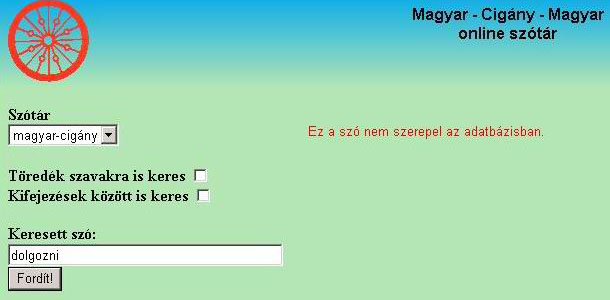 Magyar - Cigány - Magyar
online szótár
Szótár
magyar-cigány
Ez a szó nem szerepel az adatbázisban.
Töredék szavakra is keres
Kifejezések között is keres
Keresett szó:
dolgozni
Fordít!